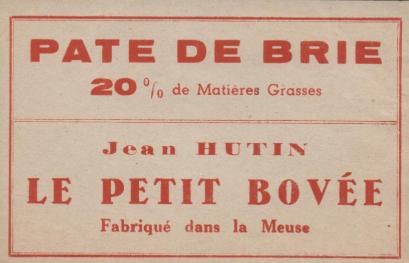 PATE DE BRIE
20 % de Matières Grasses
Jean HUTIN
LE PETIT BOVÉE
Fabriqué dans la Meuse